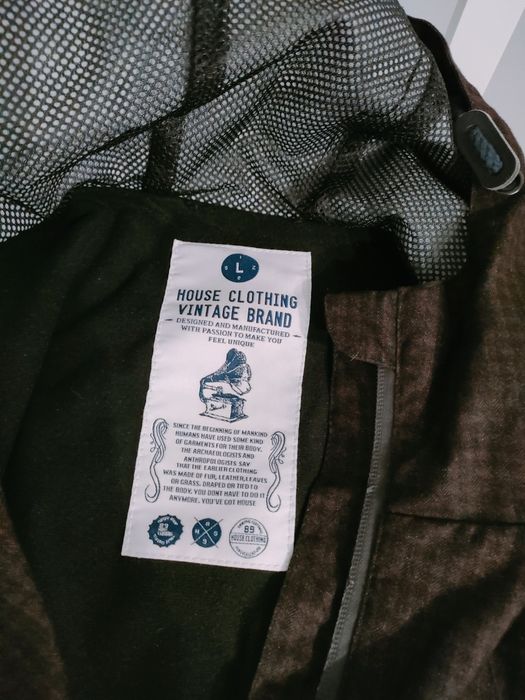 SIZE
L
HOUSE CLOTHING
VINTAGE BRAND
DESIGNED AND MANUFACTURED
WITH PASSION TO MAKE YOU
FEEL UNIQUE
SINCE THE BEGINNING OF MANKIND
HUMANS HAVE USED SOME KIND
OF GARMENTS FOR THEIR BODY.
THE ARCHAEOLOGISTS AND
ANTHROPOLOGISTS SAY
THAT THE EARLIER CLOTHING
WAS MADE OF FUR, LEATHER,LEAVES
OR GRASS. DRAPED OR TIED TO
THE BODY. YOU DONT HAVE TO DO IT
ANYMORE. YOU'VE GOT HOUSE
89
HOUSE CLOTHING